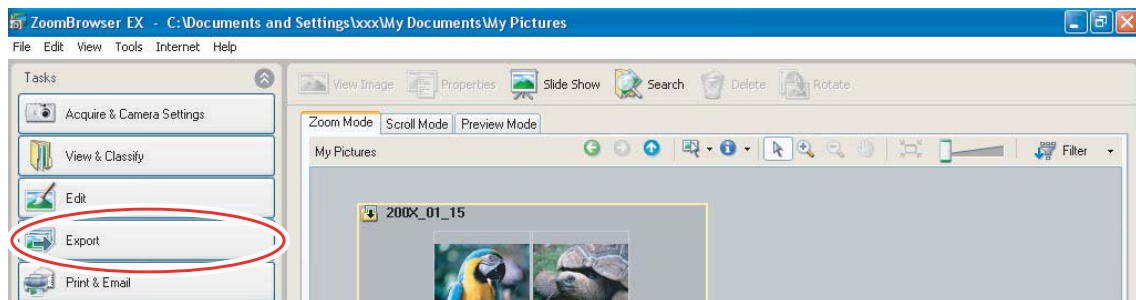 ZoomBrowser EX - C:\Documents and Settings\xxx\My Documents\My Pictures
File Edit View Tools Internet Help
Tasks
Acquire & Camera Settings
View & Classify
Edit
Export
Print & Email
View Image Properties Slide Show Search Delete Rotate
Zoom Mode Scroll Mode Preview Mode
My Pictures Filter
200X_01_15